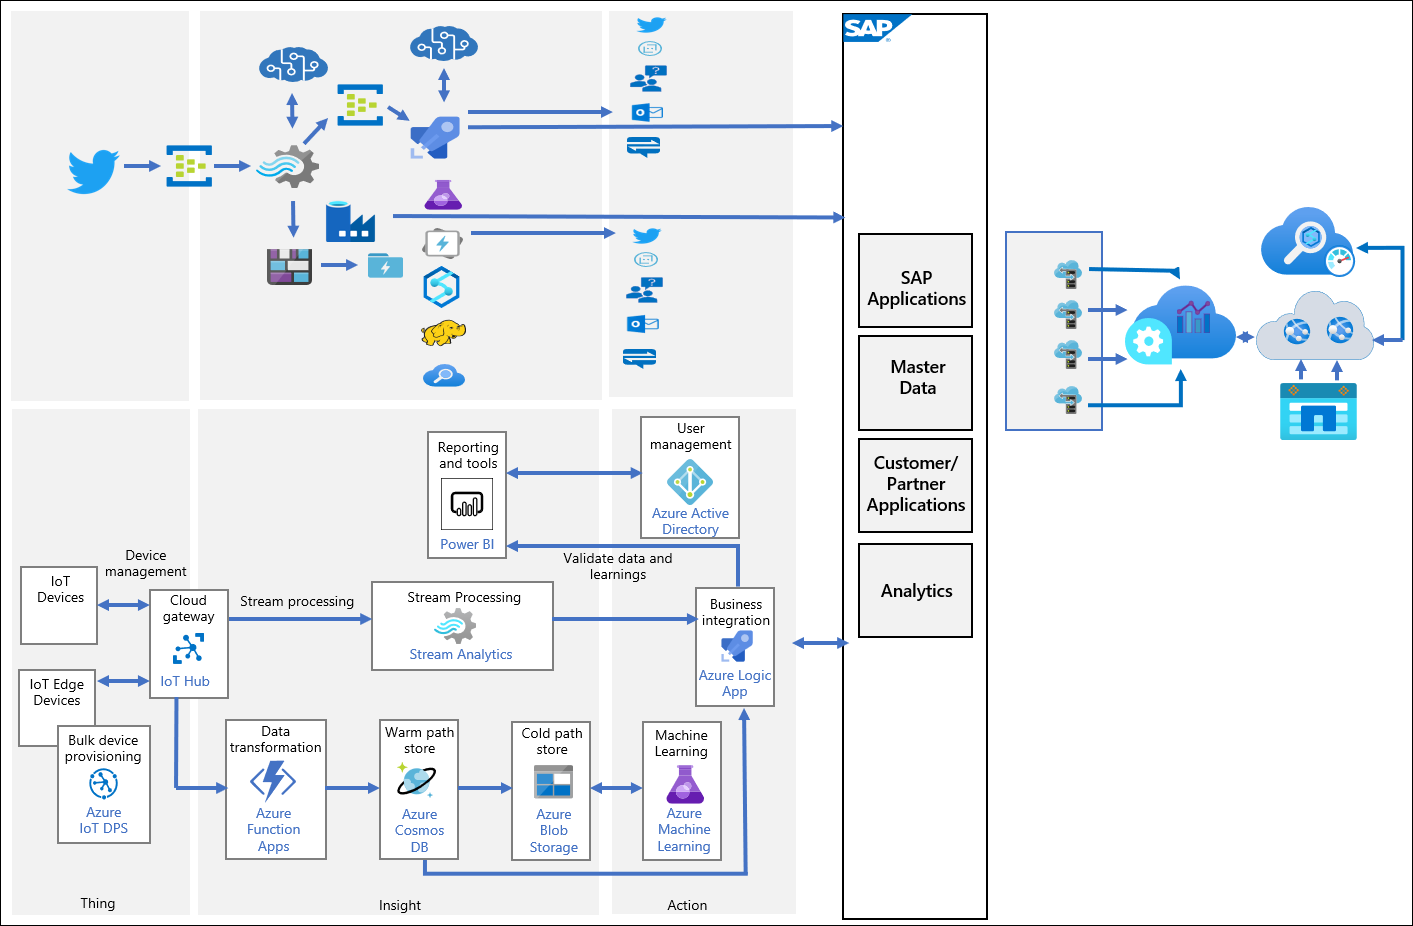 SAP
SAP
Applications
Master
Data
Customer/
Partner
Applications
Analytics
Reporting
and tools
Power BI
User
management
Azure Active
Directory
Validate data and
learnings
Device
management
IoT
Devices
Cloud
gateway
IoT Hub
Stream processing
Stream Processing
Stream Analytics
Business
integration
Azure Logic
App
IoT Edge
Devices
Bulk device
provisioning
Azure
IoT DPS
Data
transformation
Azure
Function
Apps
Warm path
store
Azure
Cosmos
DB
Cold path
store
Azure
Blob
Storage
Machine
Learning
Azure
Machine
Learning
Thing
Insight
Action